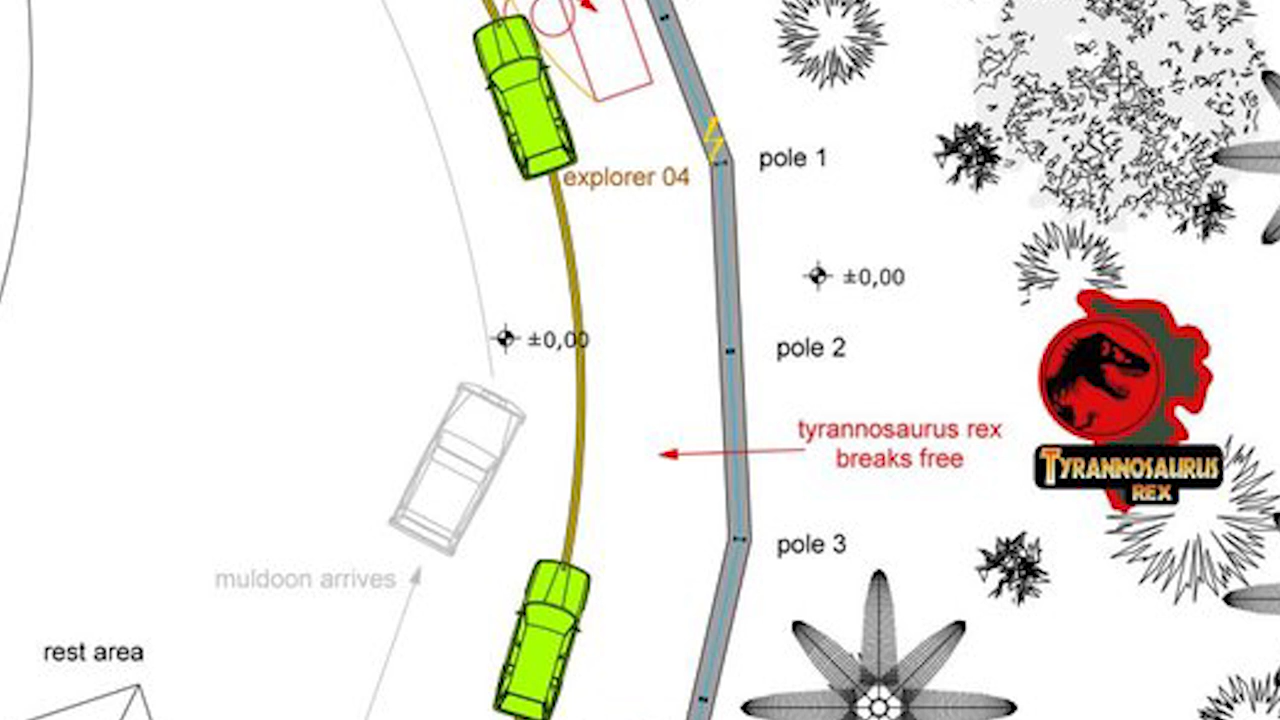 pole 1
explorer 04
±0,00
±0,00
pole 2
tyrannosaurus rex
breaks free
TYRANNOSAURUS
REX
pole 3
muldoon arrives
rest area